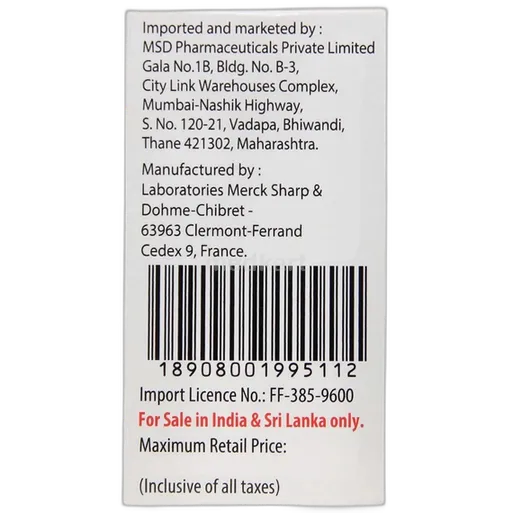 Imported and marketed by :
MSD Pharmaceuticals Private Limited
Gala No.1B, Bldg. No. B-3,
City Link Warehouses Complex,
Mumbai-Nashik Highway,
S. No. 120-21, Vadapa, Bhiwandi,
Thane 421302, Maharashtra.
Manufactured by :
Laboratories Merck Sharp &
Dohme-Chibret -
63963 Clermont-Ferrand
Cedex 9, France.
medkart
18908001995112
Import Licence No.: FF-385-9600
For Sale in India & Sri Lanka only.
Maximum Retail Price:
(Inclusive of all taxes)